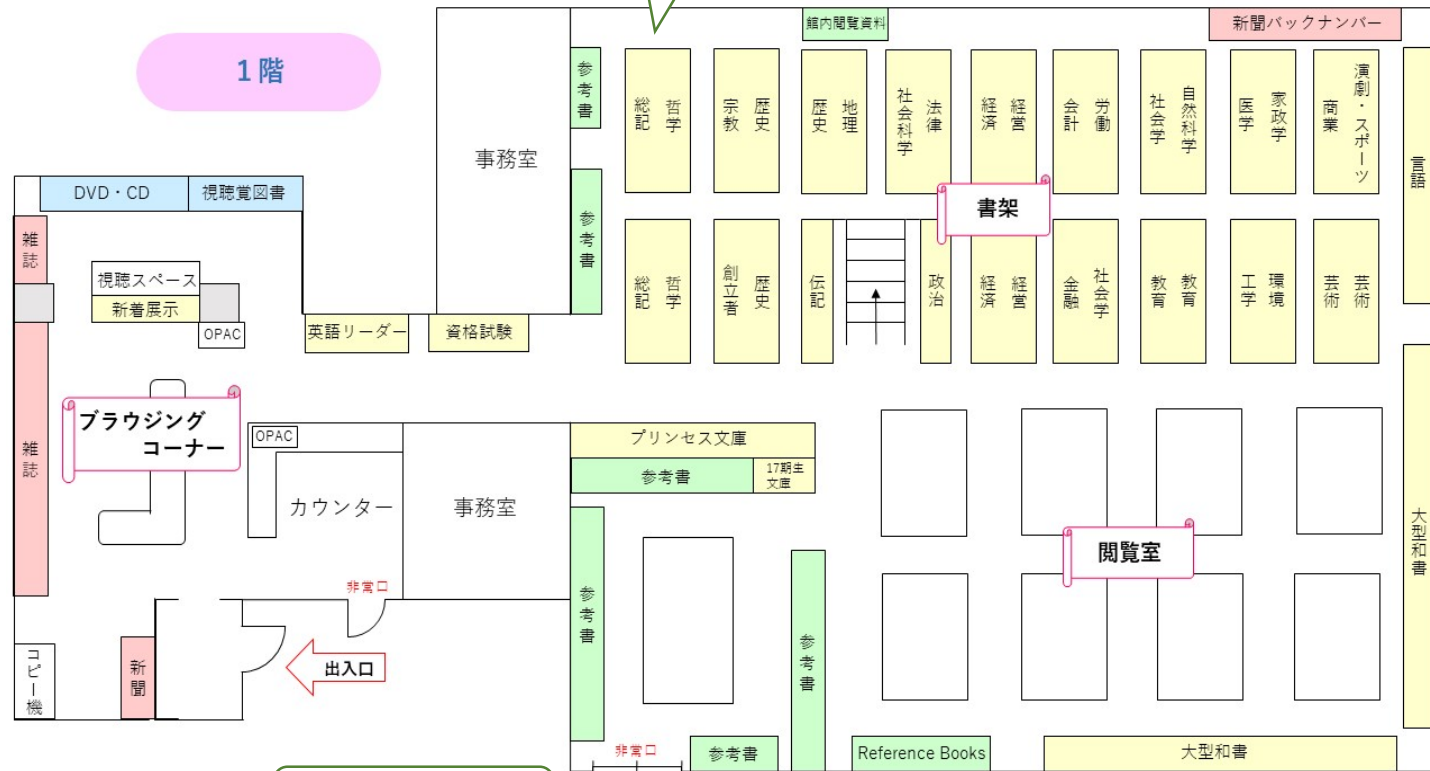 1階
館内閲覧資料
新聞バックナンバー
参考書
総記
哲学
宗教
歴史
歴史
地理
社会科学
法律
経済
経営
会計
労働
社会学
自然科学
医学
家政学
商業
演劇・スポーツ
言語
事務室
書架
DVD・CD
視聴覚図書
雑誌
視聴スペース
新着展示
OPAC
英語リーダー
資格試験
参考書
総記
哲学
創立者
歴史
伝記
政治
経済
経営
金融
社会学
教育
教育
工学
環境
芸術
芸術
雑誌
ブラウジング
コーナー
OPAC
カウンター
事務室
プリンセス文庫
参考書
17期生
文庫
閲覧室
大型和書
非常口
出入口
コピー機
新聞
参考書
参考書
非常口
参考書
Reference Books
大型和書